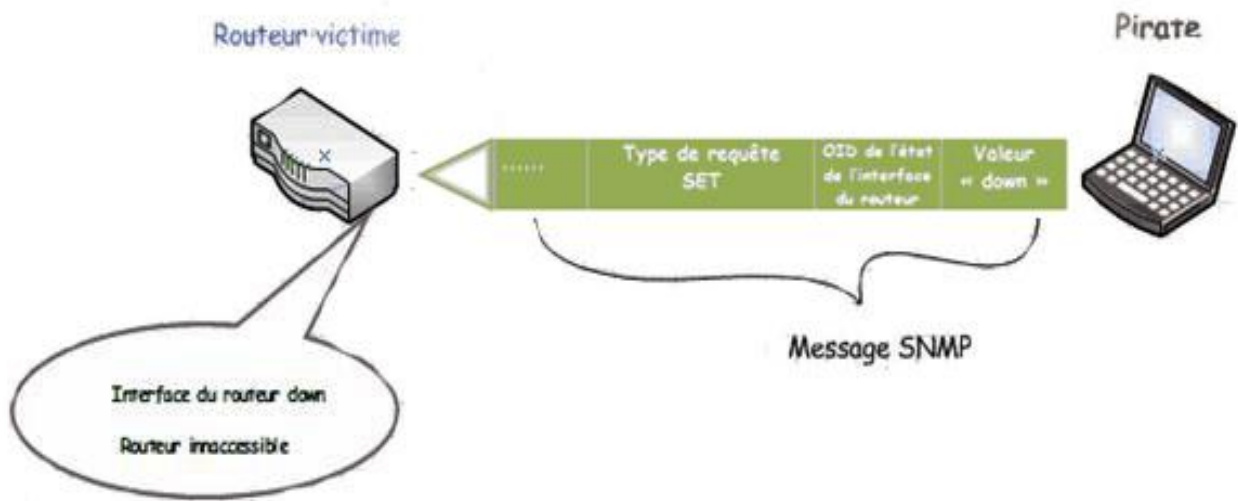 Routeur victime
Pirate
......
Type de requête
SET
OID de l'état
de l'interface
du routeur
Valeur
« down »
Message SNMP
Interface du routeur down
Routeur innaccessible